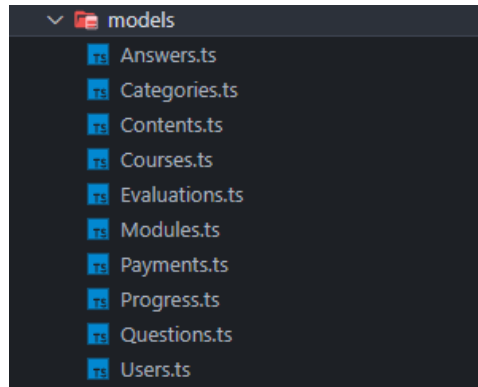 models
TS Answers.ts
TS Categories.ts
TS Contents.ts
TS Courses.ts
TS Evaluations.ts
TS Modules.ts
TS Payments.ts
TS Progress.ts
TS Questions.ts
TS Users.ts